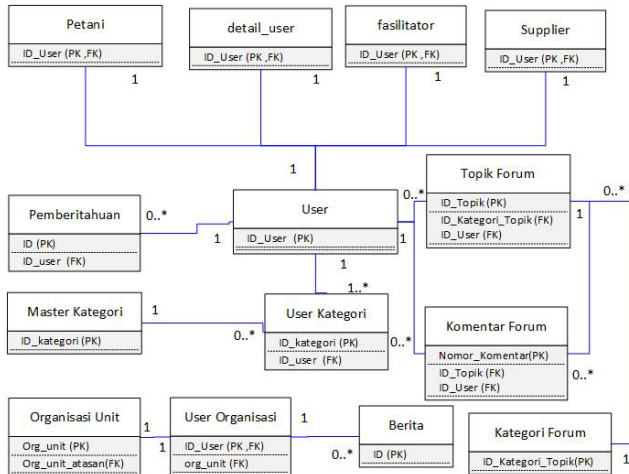 Petani
ID_User (PK ,FK)
detail_user
ID_User (PK ,FK)
fasilitator
ID_User (PK ,FK)
Supplier
ID_User (PK ,FK)
1
1
1
1
1
Pemberitahuan
ID (PK)
ID_user (FK)
0..*
1
User
ID_User (PK)
1
1
0..*
Topik Forum
ID_Topik (PK)
ID_Kategori_Topik(FK)
ID_User (FK)
1
0..*
Master Kategori
ID_kategori (PK)
1
0..*
1..*
User Kategori
ID_kategori (PK)
ID_user (FK)
0..*
Komentar Forum
Nomor_Komentar(PK)
ID_Topik (FK)
ID_User (FK)
0..*
Organisasi Unit
Org_unit (PK)
Org_unit_atasan(FK)
1
1
User Organisasi
ID_User (PK ,FK)
org_unit (FK)
1
0..*
Berita
ID (PK)
Kategori Forum
ID_Kategori_Topik(PK)
1